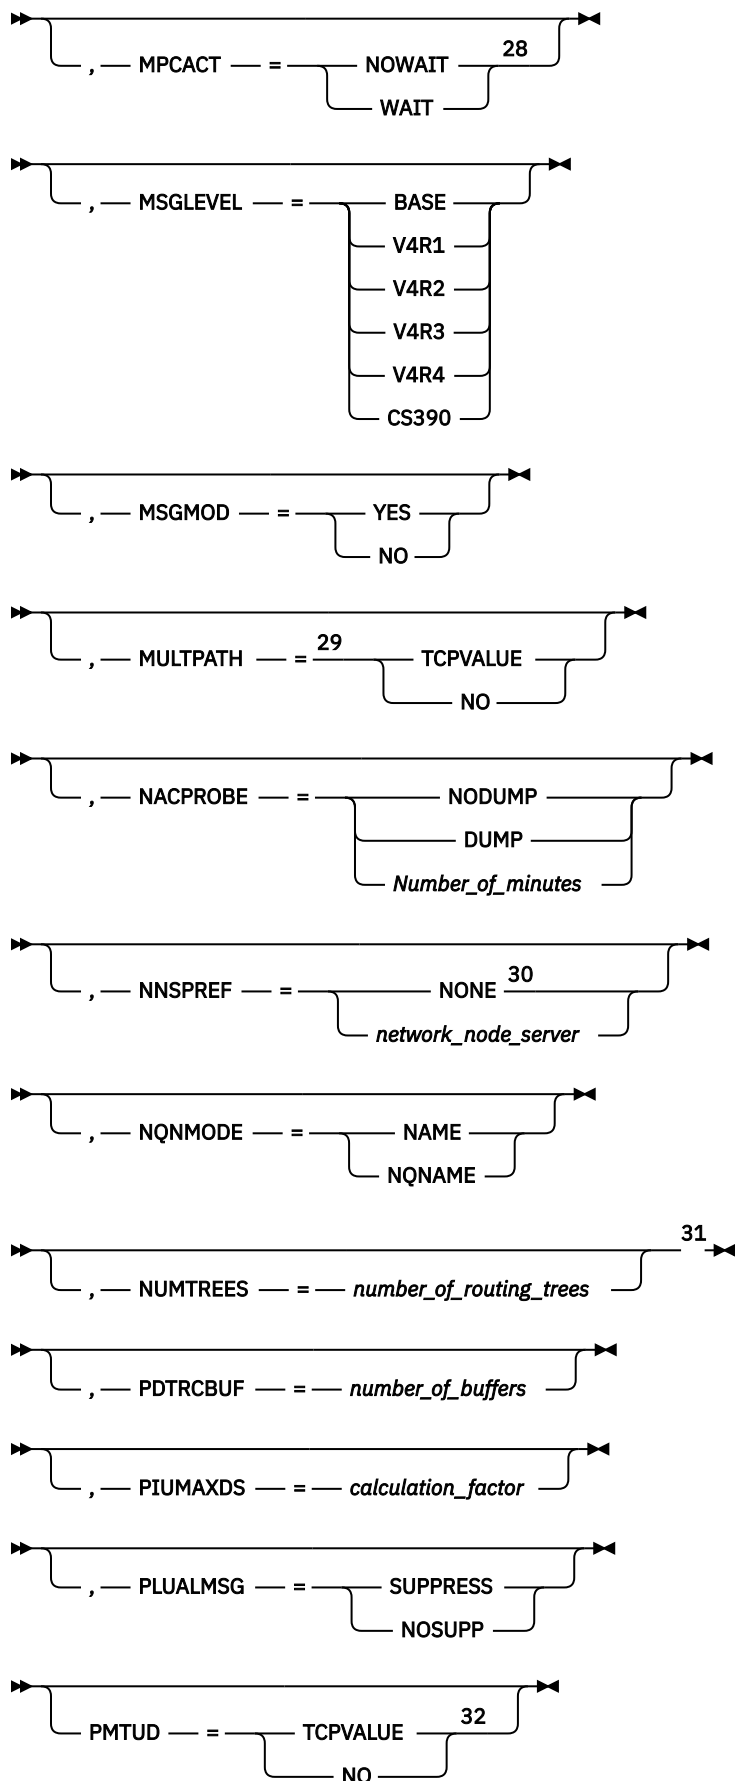 28
, MPCACT = NOWAIT
WAIT
, MSGLEVEL = BASE
V4R1
V4R2
V4R3
V4R4
CS390
, MSGMOD = YES
NO
29
, MULTPATH = TCPVALUE
NO
, NACPROBE = NODUMP
DUMP
Number_of_minutes
30
, NNSPREF = NONE
network_node_server
, NQNMODE = NAME
NQNAME
31
, NUMTREES = number_of_routing_trees
, PDTRCBUF = number_of_buffers
, PIUMAXDS = calculation_factor
, PLUALMSG = SUPPRESS
NOSUPP
32
PMTUD = TCPVALUE
NO